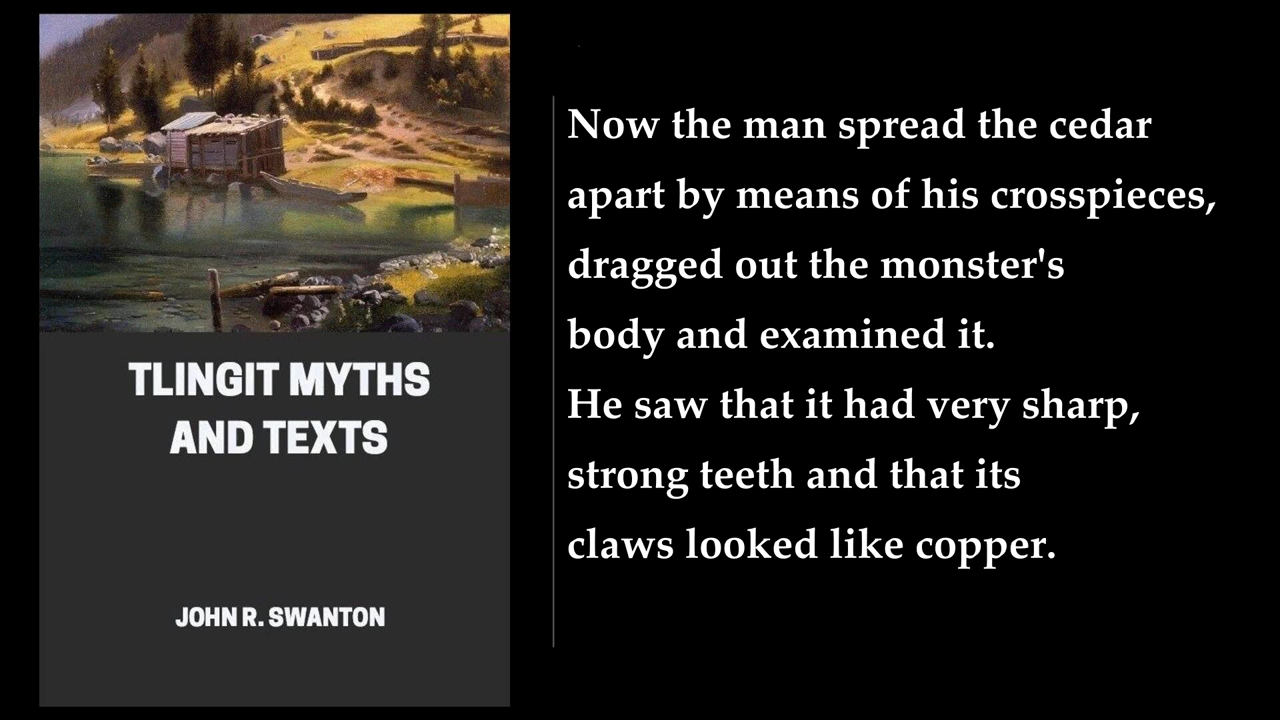 TLINGIT MYTHS
AND TEXTS
JOHN R. SWANTON
Now the man spread the cedar
apart by means of his crosspieces,
dragged out the monster's
body and examined it.
He saw that it had very sharp,
strong teeth and that its
claws looked like copper.